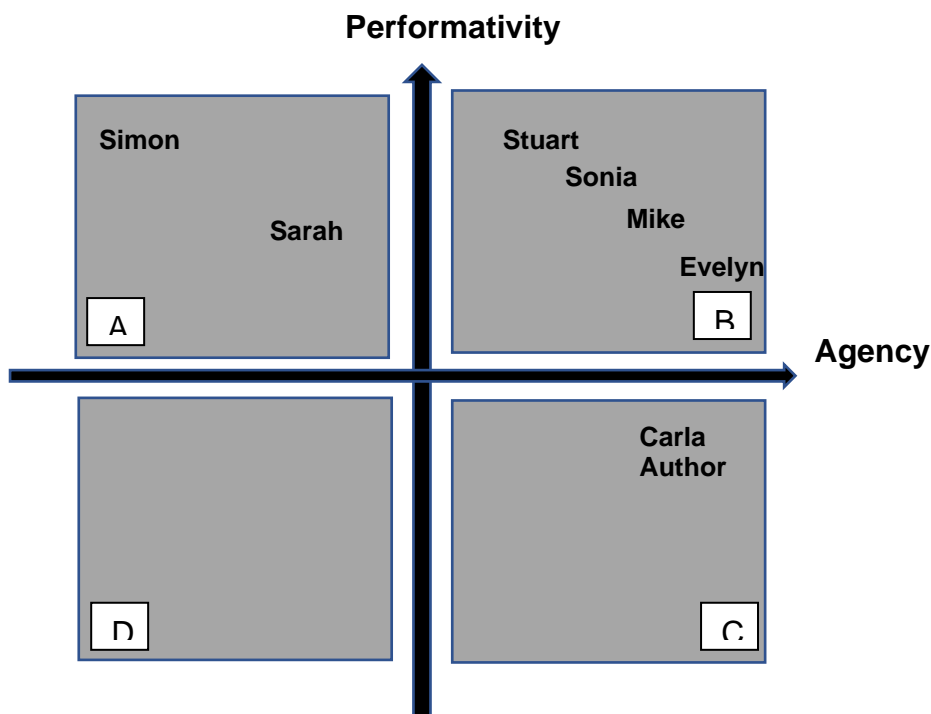 Performativity
Simon
Stuart
Sonia
Sarah
Mike
Evelyn
A
B
Agency
Carla
Author
D
C